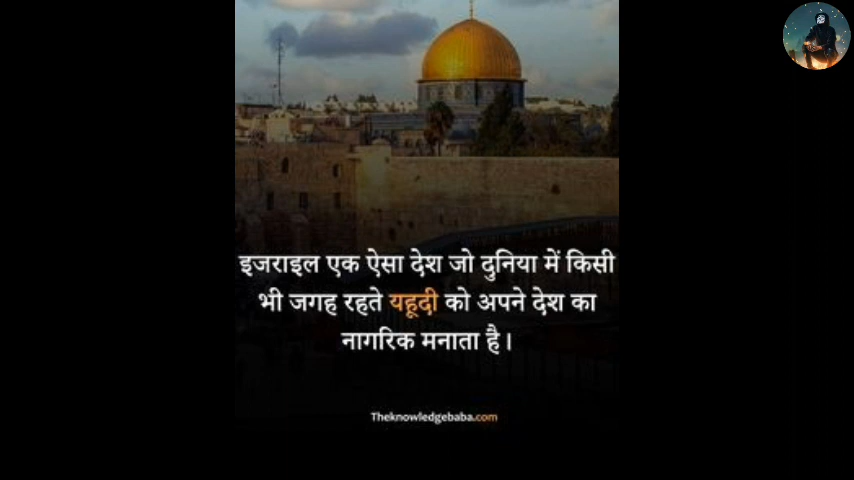 इजराइल एक ऐसा देश जो दुनिया में किसी
भी जगह रहते यहूदी को अपने देश का
नागरिक मनाता है।
Theknowledgebaba.com